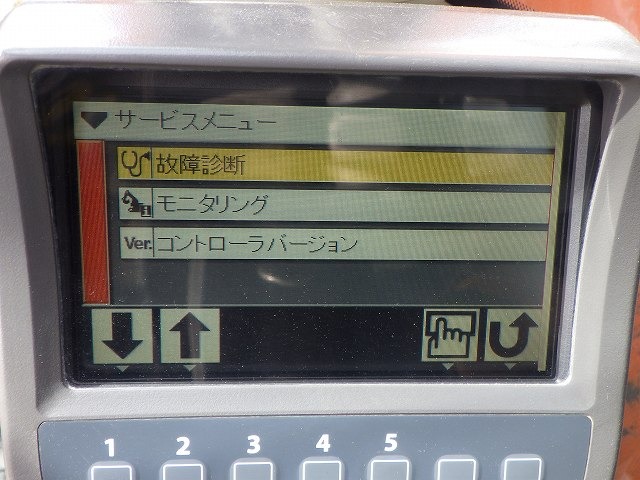 サービスメニュー
故障診断
1 モニタリング
Ver. コントローラバージョン
1 2 3 4 5